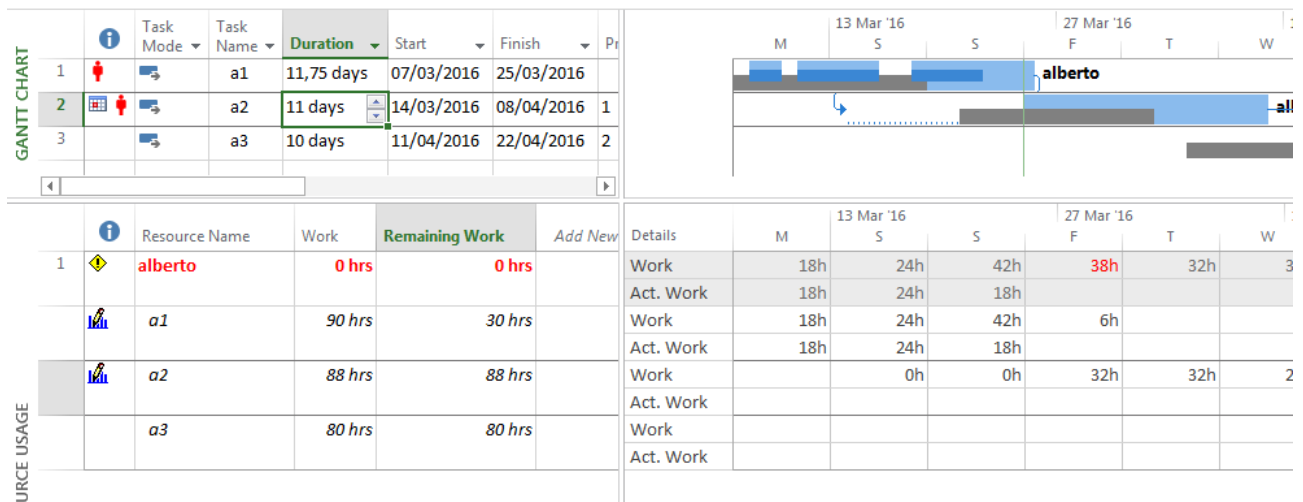 GANTT CHART
Task Mode Task Name Duration Start Finish Pr
1 a1 11,75 days 07/03/2016 25/03/2016
2 a2 11 days 14/03/2016 08/04/2016 1
3 a3 10 days 11/04/2016 22/04/2016 2
13 Mar '16 27 Mar '16
M S S F T W
alberto
al
URCE USAGE
Resource Name Work Remaining Work Add New
1 alberto 0 hrs 0 hrs
a1 90 hrs 30 hrs
a2 88 hrs 88 hrs
a3 80 hrs 80 hrs
13 Mar '16 27 Mar '16
Details M S S F T W
Work 18h 24h 42h 38h 32h 3
Act. Work 18h 24h 18h
Work 18h 24h 42h 6h
Act. Work 18h 24h 18h
Work 0h 0h 32h 32h 2
Act. Work
Work
Act. Work